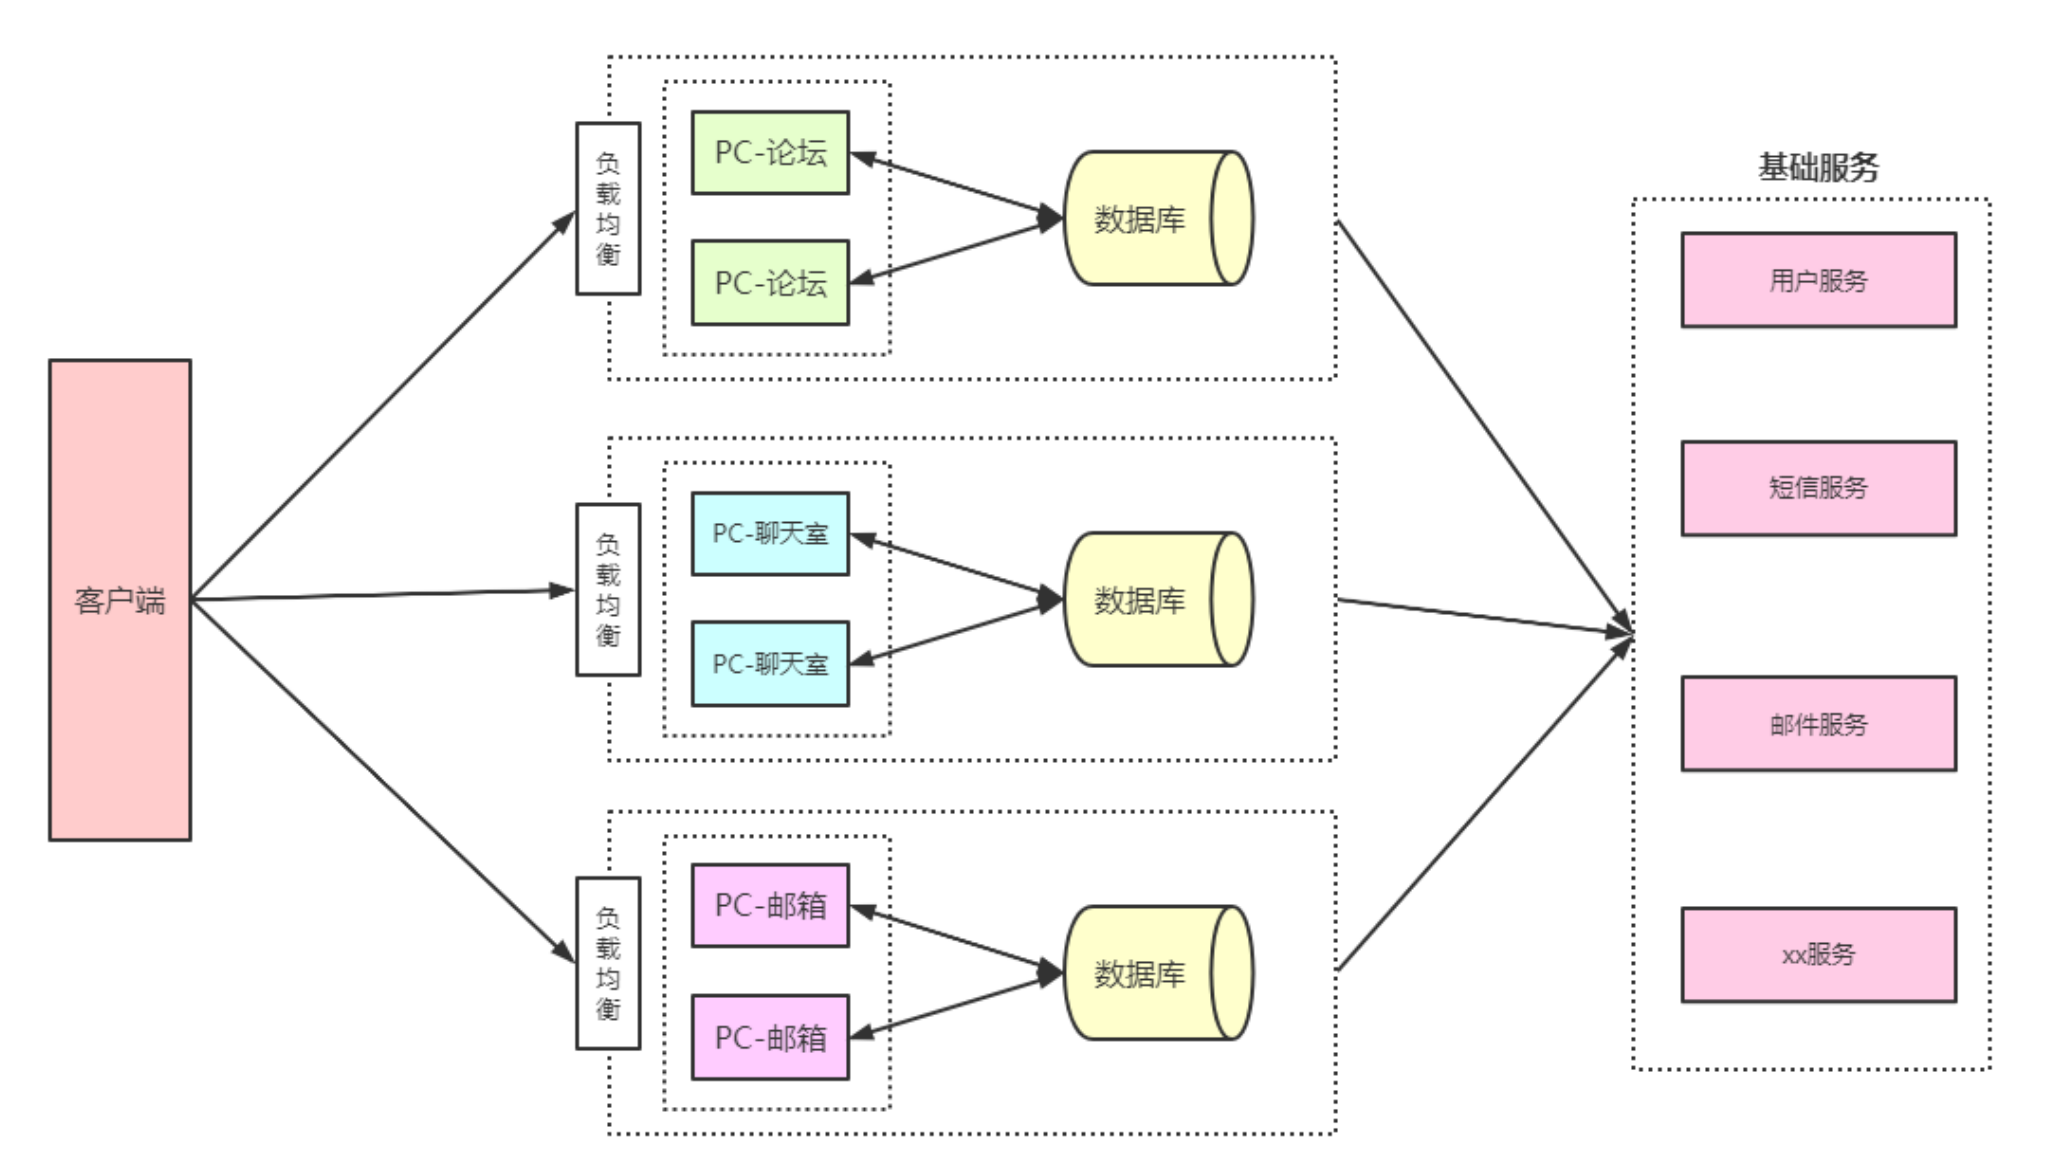 客户端
负载均衡
PC-论坛
PC-论坛
数据库
负载均衡
PC-聊天室
PC-聊天室
数据库
负载均衡
PC-邮箱
PC-邮箱
数据库
基础服务
用户服务
短信服务
邮件服务
xx服务